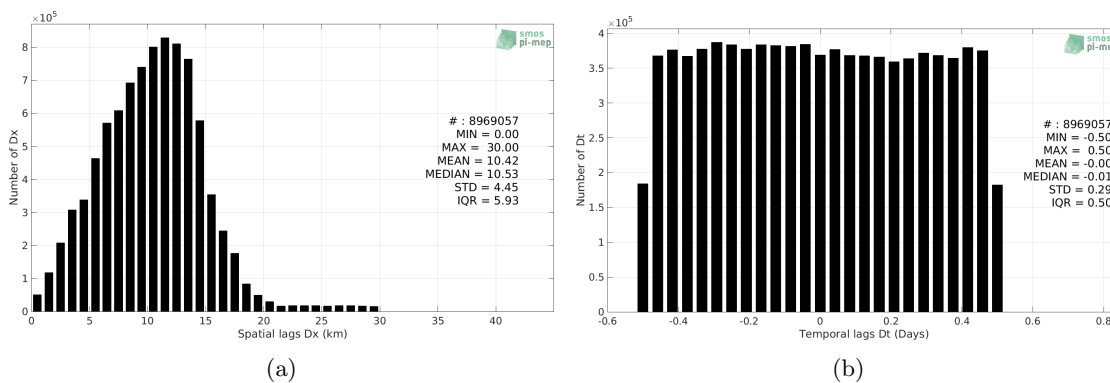 ×10⁵
8
7
6
5
4
3
2
1
0
Number of Dx
0 5 10 15 20 25 30 35 40
Spatial lags Dx (km)
smos
pi-mep
# : 8969057
MIN = 0.00
MAX = 30.00
MEAN = 10.42
MEDIAN = 10.53
STD = 4.45
IQR = 5.93
(a)
×10⁵
4
3.5
3
2.5
2
1.5
1
0.5
0
Number of Dt
-0.6 -0.4 -0.2 0 0.2 0.4 0.6 0.8
Temporal lags Dt (Days)
smos
pi-mep
# : 8969057
MIN = -0.50
MAX = 0.50
MEAN = -0.00
MEDIAN = -0.01
STD = 0.29
IQR = 0.50
(b)